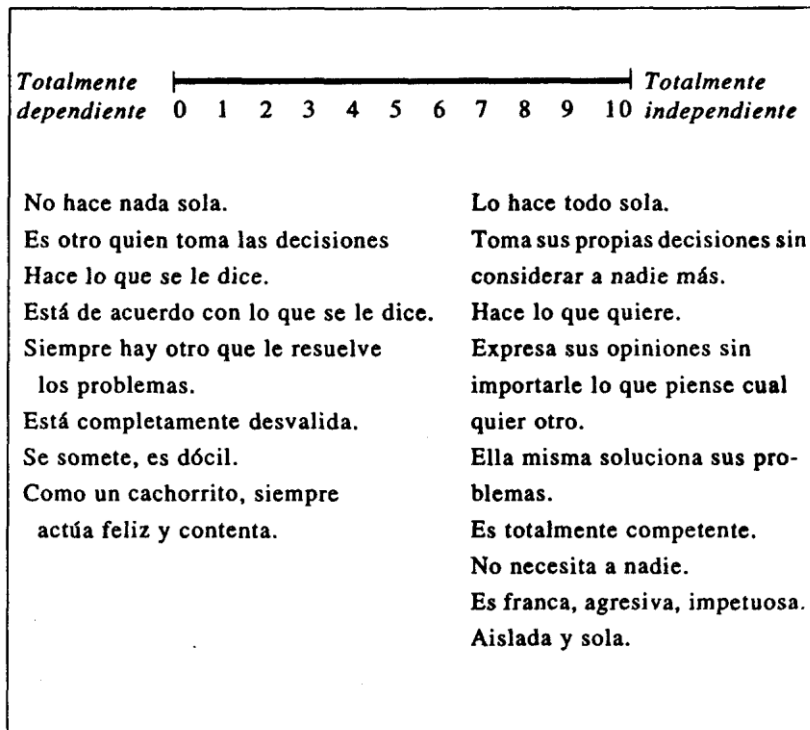 Totalmente dependiente
0 1 2 3 4 5 6 7 8 9 10
Totalmente independiente
No hace nada sola.
Es otro quien toma las decisiones
Hace lo que se le dice.
Está de acuerdo con lo que se le dice.
Siempre hay otro que le resuelve
los problemas.
Está completamente desvalida.
Se somete, es dócil.
Como un cachorrito, siempre
actúa feliz y contenta.
Lo hace todo sola.
Toma sus propias decisiones sin
considerar a nadie más.
Hace lo que quiere.
Expresa sus opiniones sin
importarle lo que piense cual
quier otro.
Ella misma soluciona sus pro-
blemas.
Es totalmente competente.
No necesita a nadie.
Es franca, agresiva, impetuosa.
Aislada y sola.